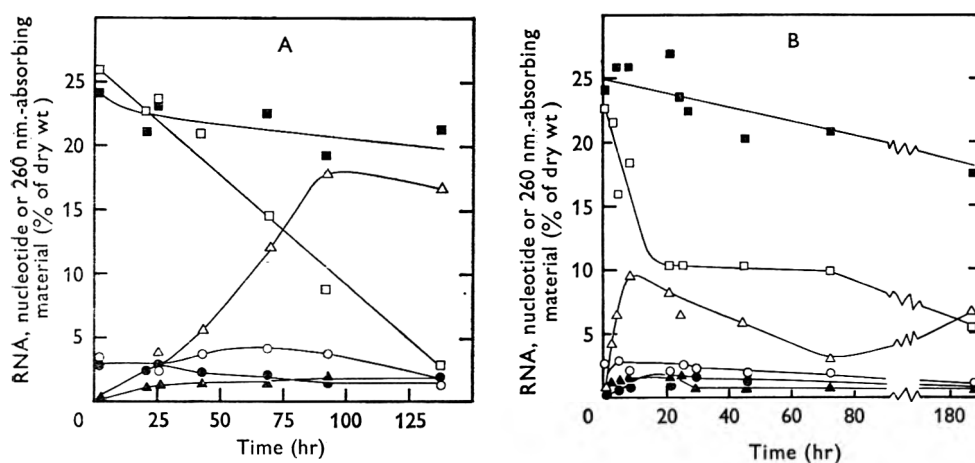 A
RNA, nucleotide or 260 nm.-absorbing
material (% of dry wt)
25
20
15
10
5
0
25
50
75
100
125
Time (hr)
B
RNA, nucleotide or 260 nm.-absorbing
material (% of dry wt)
25
20
15
10
5
0
20
40
60
80
180
Time (hr)